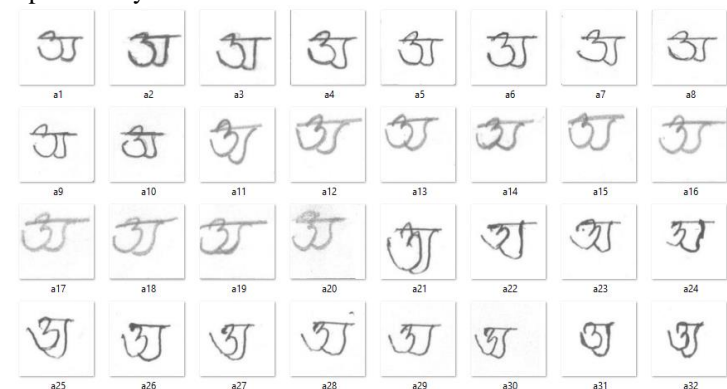 অ অ অ অ অ অ অ অ
a1 a2 a3 a4 a5 a6 a7 a8
অ অ অ অ অ অ অ অ
a9 a10 a11 a12 a13 a14 a15 a16
অ অ অ অ অ অ অ অ
a17 a18 a19 a20 a21 a22 a23 a24
অ অ অ অ অ অ অ অ
a25 a26 a27 a28 a29 a30 a31 a32